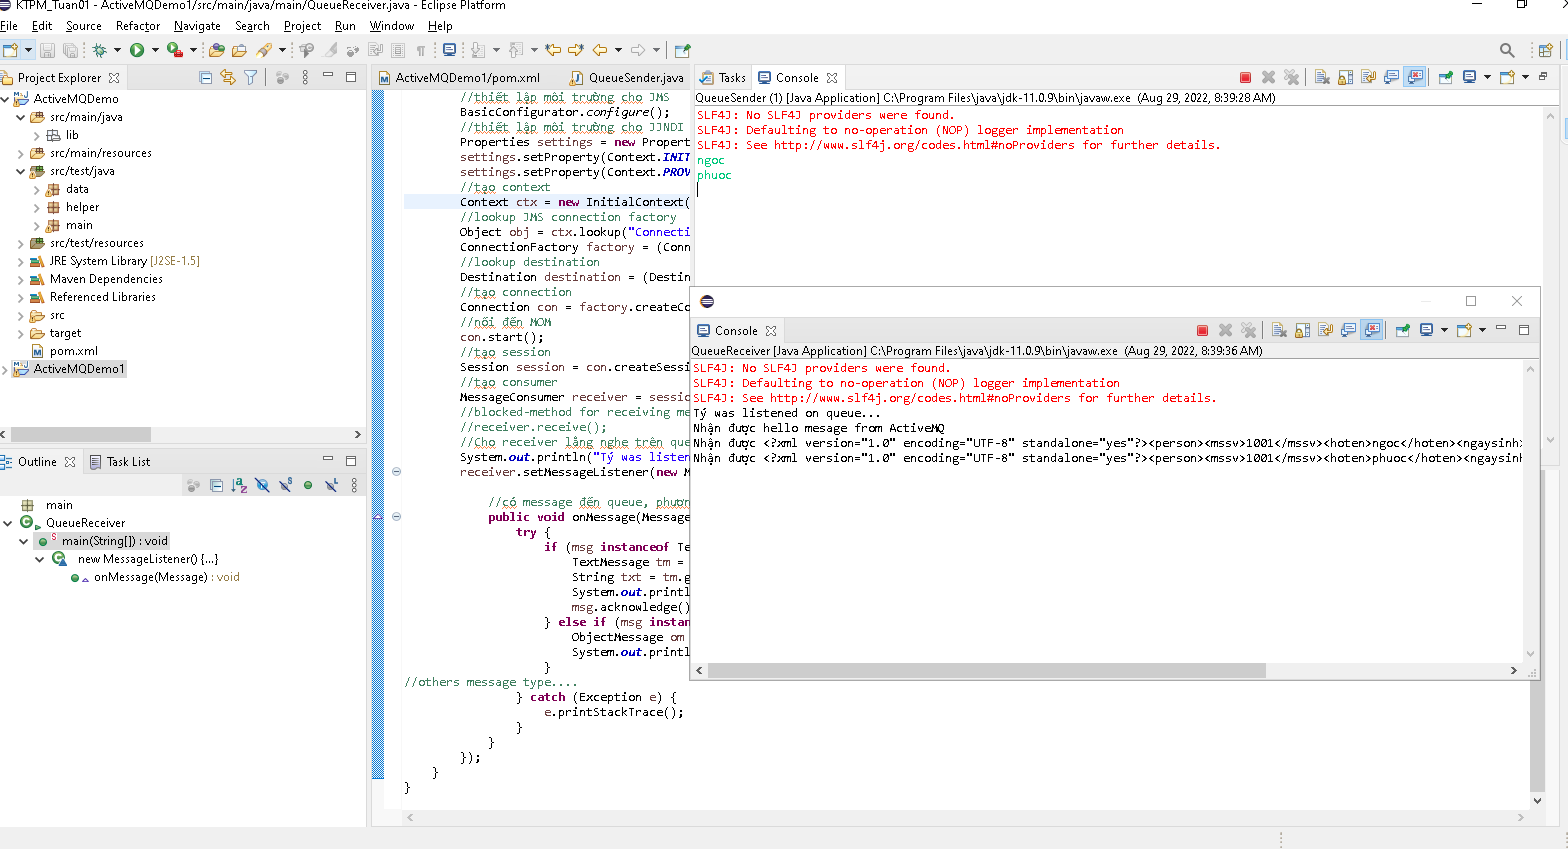 KTPM_Tuan01 - ActiveMQDemo1/src/main/java/main/QueueReceiver.java - Eclipse Platform
File Edit Source Refactor Navigate Search Project Run Window Help
Project Explorer
ActiveMQDemo
src/main/java
lib
src/main/resources
src/test/java
data
helper
main
src/test/resources
JRE System Library [J2SE-1.5]
Maven Dependencies
Referenced Libraries
src
target
pom.xml
ActiveMQDemo1
Outline Task List
main
QueueReceiver
main(String[]) : void
new MessageListener() {...}
onMessage(Message) : void
ActiveMQDemo1/pom.xml QueueSender.java
//thiết lập môi trường cho JMS
BasicConfigurator.configure();
//thiết lập môi trường cho JJNDI
Properties settings = new Propert
settings.setProperty(Context.INIT
settings.setProperty(Context.PROV
//tạo context
Context ctx = new InitialContext(
//lookup JMS connection factory
Object obj = ctx.lookup("Connecti
ConnectionFactory factory = (Conn
//lookup destination
Destination destination = (Destin
//tạo connection
Connection con = factory.createCo
//nối đến MOM
con.start();
//tạo session
Session session = con.createSessi
//tạo consumer
MessageConsumer receiver = sessio
//blocked-method for receiving me
//receiver.receive();
//Cho receiver lắng nghe trên que
System.out.println("Tý was listen
receiver.setMessageListener(new M
//có message đến queue, phươn
public void onMessage(Message
try {
if (msg instanceof Te
TextMessage tm =
String txt = tm.g
System.out.printl
msg.acknowledge()
} else if (msg instan
ObjectMessage om
System.out.printl
}
//others message type....
} catch (Exception e) {
e.printStackTrace();
}
}
});
}
}
Tasks Console
QueueSender (1) [Java Application] C:\Program Files\java\jdk-11.0.9\bin\javaw.exe (Aug 29, 2022, 8:39:28 AM)
SLF4J: No SLF4J providers were found.
SLF4J: Defaulting to no-operation (NOP) logger implementation
SLF4J: See http://www.slf4j.org/codes.html#noProviders for further details.
ngoc
phuoc
Console
QueueReceiver [Java Application] C:\Program Files\java\jdk-11.0.9\bin\javaw.exe (Aug 29, 2022, 8:39:36 AM)
SLF4J: No SLF4J providers were found.
SLF4J: Defaulting to no-operation (NOP) logger implementation
SLF4J: See http://www.slf4j.org/codes.html#noProviders for further details.
Tý was listened on queue...
Nhận được hello mesage from ActiveMQ
Nhận được <?xml version="1.0" encoding="UTF-8" standalone="yes"?><person><mssv>1001</mssv><hoten>ngoc</hoten><ngaysinh>
Nhận được <?xml version="1.0" encoding="UTF-8" standalone="yes"?><person><mssv>1001</mssv><hoten>phuoc</hoten><ngaysin